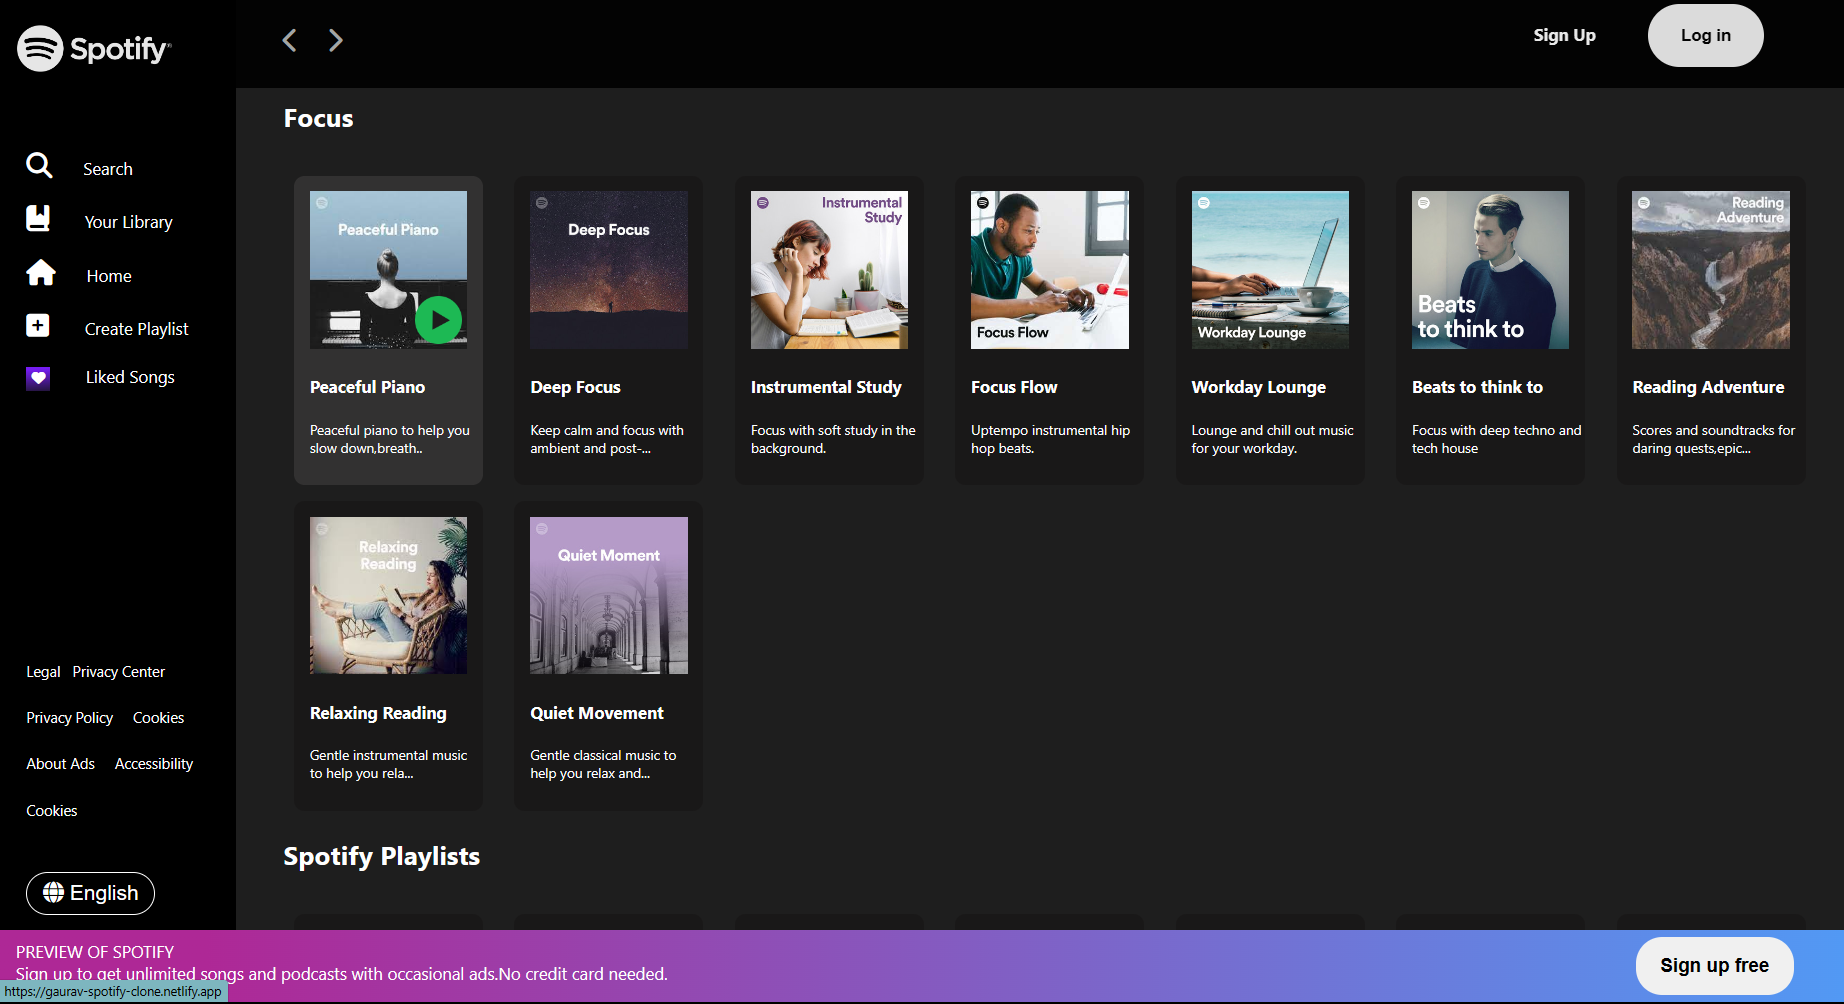 Spotify
Sign Up
Log in
Search
Your Library
Home
Create Playlist
Liked Songs
Legal Privacy Center
Privacy Policy Cookies
About Ads Accessibility
Cookies
English
Focus
Peaceful Piano
Peaceful Piano
Peaceful piano to help you
slow down,breath..
Deep Focus
Deep Focus
Keep calm and focus with
ambient and post-...
Instrumental
Study
Instrumental Study
Focus with soft study in the
background.
Focus Flow
Focus Flow
Uptempo instrumental hip
hop beats.
Workday Lounge
Workday Lounge
Lounge and chill out music
for your workday.
Beats
to think to
Beats to think to
Focus with deep techno and
tech house
Reading
Adventure
Reading Adventure
Scores and soundtracks for
daring quests,epic...
Relaxing
Reading
Relaxing Reading
Gentle instrumental music
to help you rela...
Quiet Moment
Quiet Movement
Gentle classical music to
help you relax and...
Spotify Playlists
PREVIEW OF SPOTIFY
Sign up to get unlimited songs and podcasts with occasional ads.No credit card needed.
Sign up free
https://gaurav-spotify-clone.netlify.app